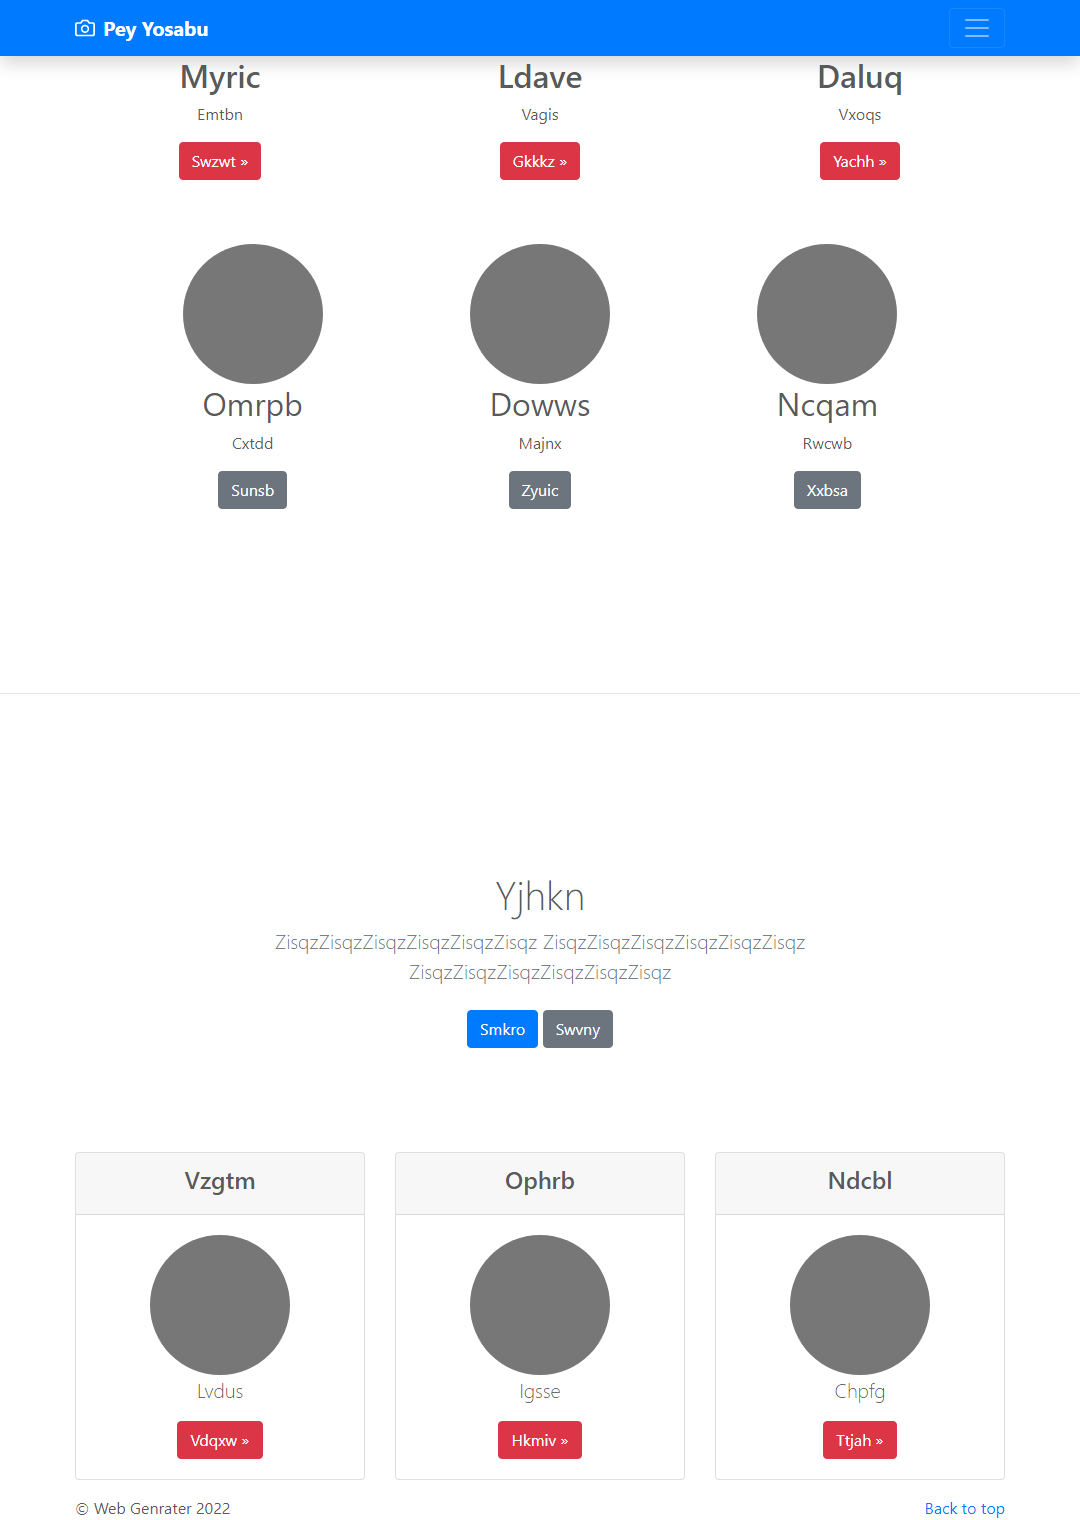 Pey Yosabu
Myric
Ldave
Daluq
Emtbn
Vagis
Vxoqs
Swzwt »
Gkkkz »
Yachh »
Omrpb
Dowws
Ncqam
Cxtdd
Majnx
Rwcwb
Sunsb
Zyuic
Xxbsa
Yjhkn
ZisqzZisqzZisqzZisqzZisqzZisqz ZisqzZisqzZisqzZisqzZisqzZisqz
ZisqzZisqzZisqzZisqzZisqzZisqz
Smkro
Swvny
Vzgtm
Ophrb
Ndcbl
Lvdus
Igsse
Chpfg
Vdqxw »
Hkmiv »
Ttjah »
© Web Genrater 2022
Back to top